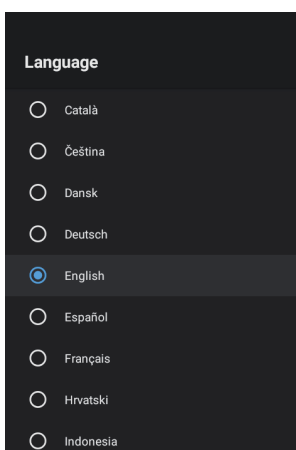 Language
Català
Čeština
Dansk
Deutsch
English
Español
Français
Hrvatski
Indonesia